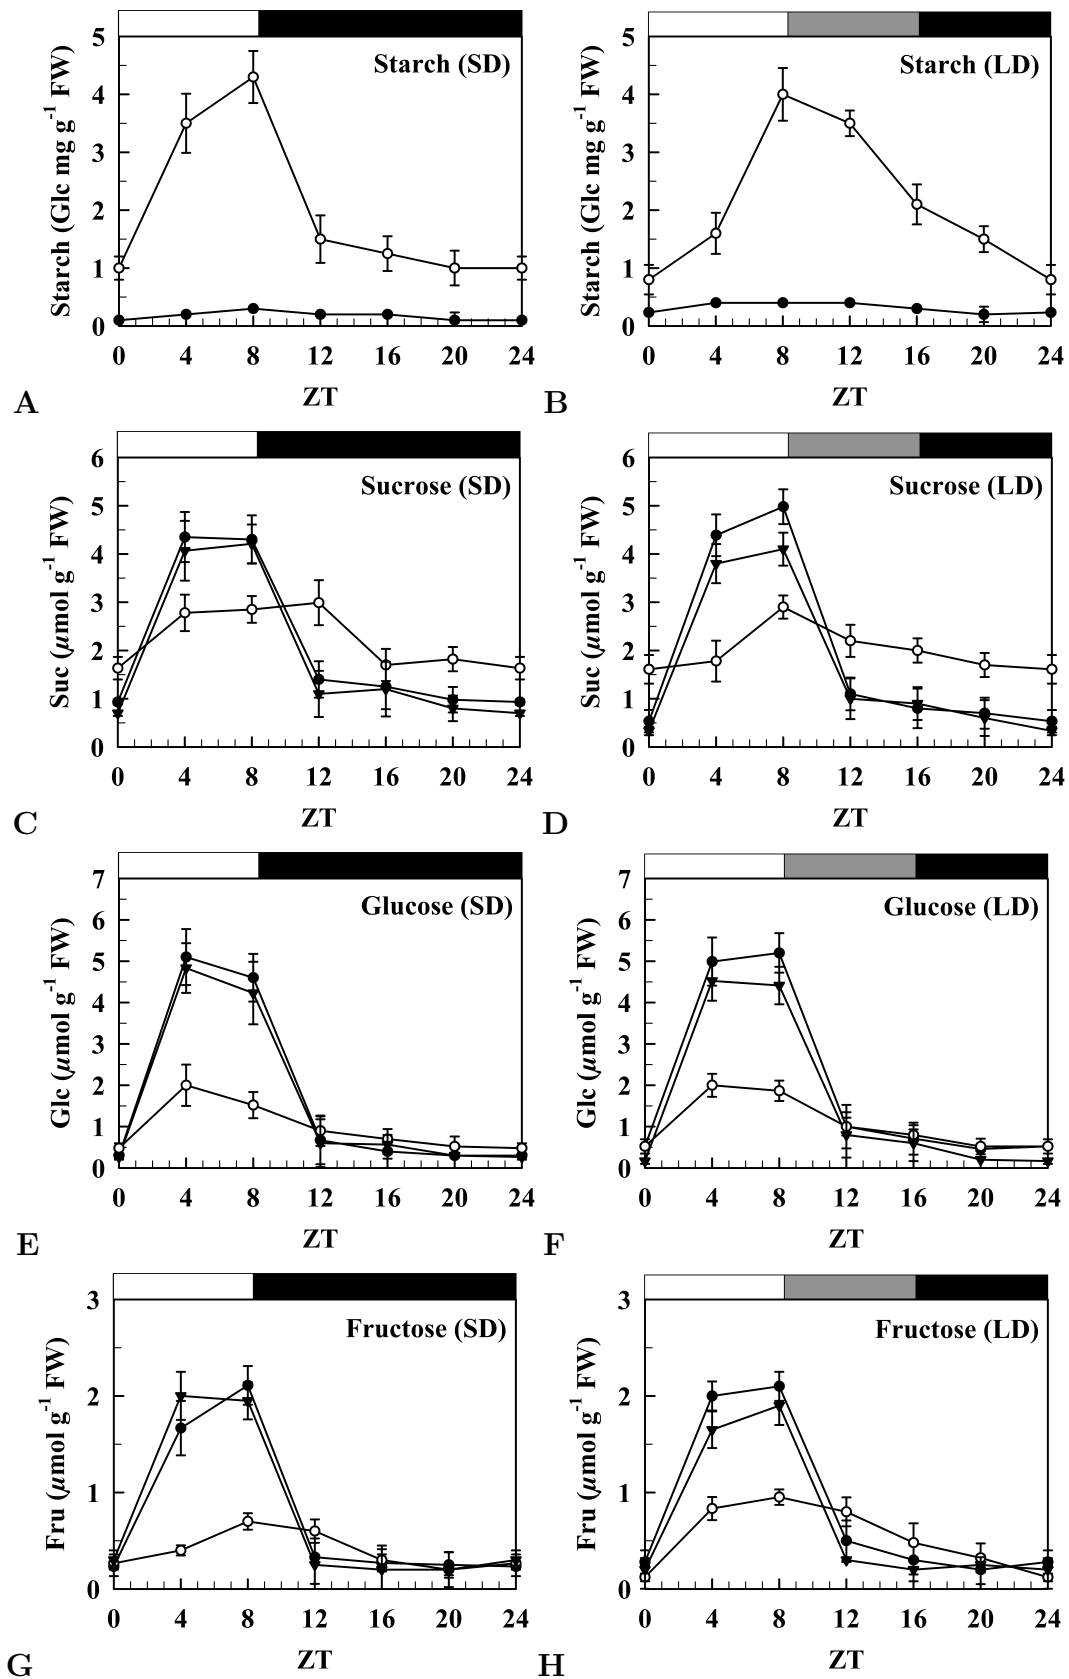 Starch (SD)
Starch (Glc mg g⁻¹ FW)
5
4
3
2
1
0
0 4 8 12 16 20 24
ZT
A
Starch (LD)
Starch (Glc mg g⁻¹ FW)
5
4
3
2
1
0
0 4 8 12 16 20 24
ZT
B
Sucrose (SD)
Suc (µmol g⁻¹ FW)
6
5
4
3
2
1
0
0 4 8 12 16 20 24
ZT
C
Sucrose (LD)
Suc (µmol g⁻¹ FW)
6
5
4
3
2
1
0
0 4 8 12 16 20 24
ZT
D
Glucose (SD)
Glc (µmol g⁻¹ FW)
7
6
5
4
3
2
1
0
0 4 8 12 16 20 24
ZT
E
Glucose (LD)
Glc (µmol g⁻¹ FW)
7
6
5
4
3
2
1
0
0 4 8 12 16 20 24
ZT
F
Fructose (SD)
Fru (µmol g⁻¹ FW)
3
2
1
0
0 4 8 12 16 20 24
ZT
G
Fructose (LD)
Fru (µmol g⁻¹ FW)
3
2
1
0
0 4 8 12 16 20 24
ZT
H